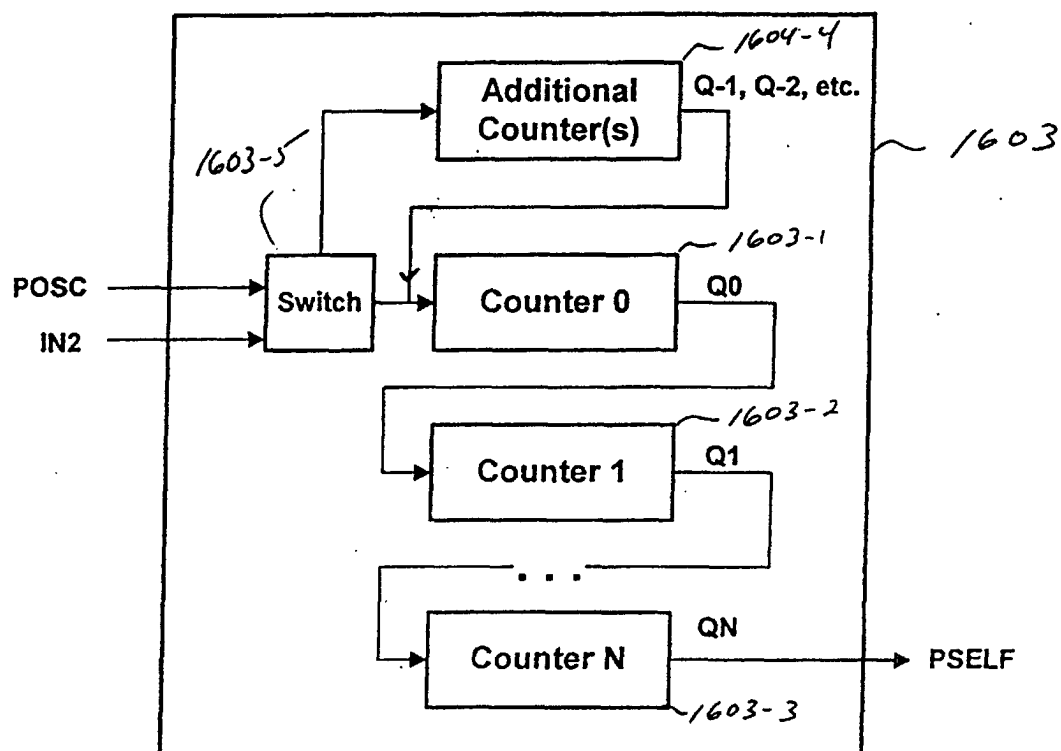 1604-4
Additional
Counter(s)
Q-1, Q-2, etc.
1603
1603-5
1603-1
POSC
IN2
Switch
Counter 0
Q0
1603-2
Counter 1
Q1
. . .
Counter N
QN
PSELF
1603-3